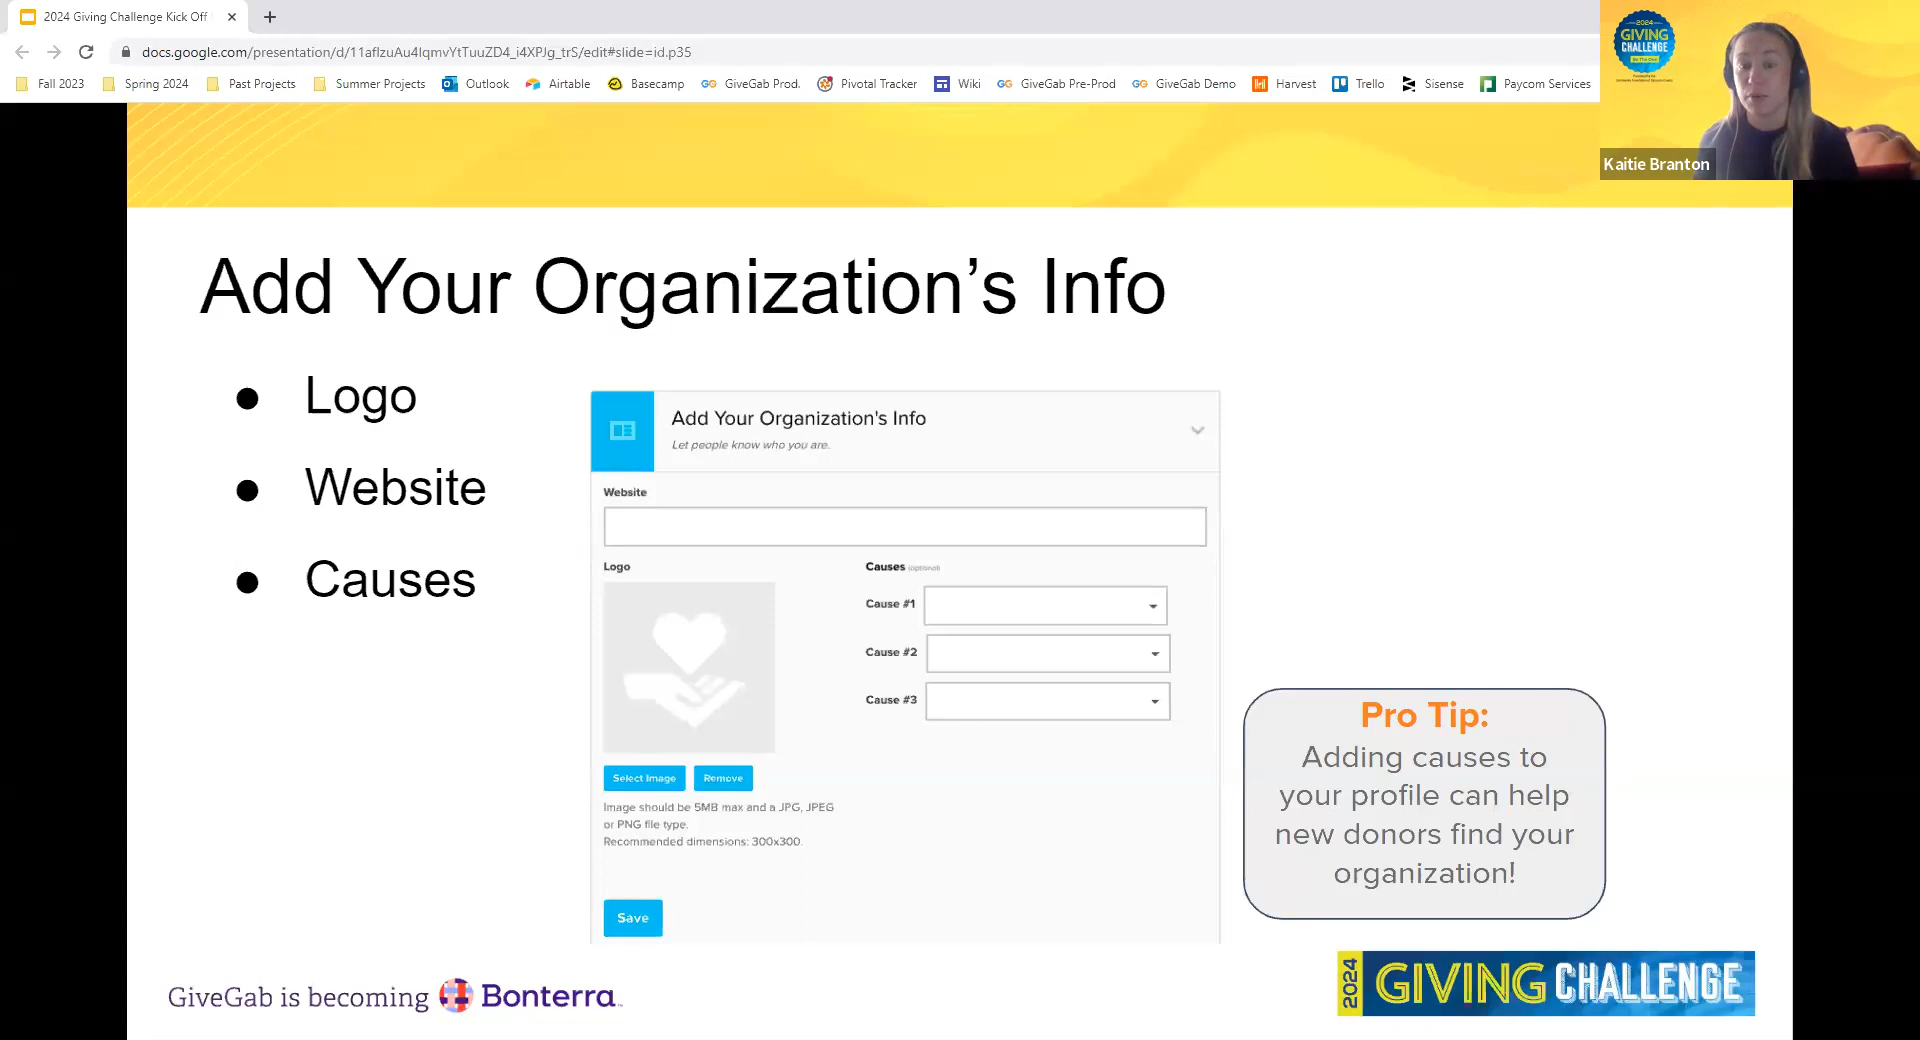 2024 Giving Challenge Kick Off
docs.google.com/presentation/d/11aflzuAu4lqmvYtTuuZD4_i4XPJg_trS/edit#slide=id.p35
Fall 2023 Spring 2024 Past Projects Summer Projects Outlook Airtable Basecamp GiveGab Prod. Pivotal Tracker Wiki GiveGab Pre-Prod GiveGab Demo Harvest Trello Sisense Paycom Services
2024
GIVING
CHALLENGE
Be The One
Kaitie Branton
Add Your Organization’s Info
● Logo
● Website
● Causes
Add Your Organization's Info
Let people know who you are.
Website
Logo
Causes (optional)
Cause #1
Cause #2
Cause #3
Select Image Remove
Image should be 5MB max and a JPG, JPEG
or PNG file type.
Recommended dimensions: 300x300.
Save
Pro Tip:
Adding causes to
your profile can help
new donors find your
organization!
GiveGab is becoming Bonterra
2024 GIVING CHALLENGE